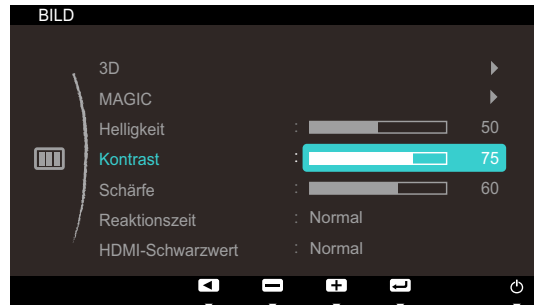 BILD
3D
MAGIC
Helligkeit : 50
Kontrast : 75
Schärfe : 60
Reaktionszeit : Normal
HDMI-Schwarzwert : Normal